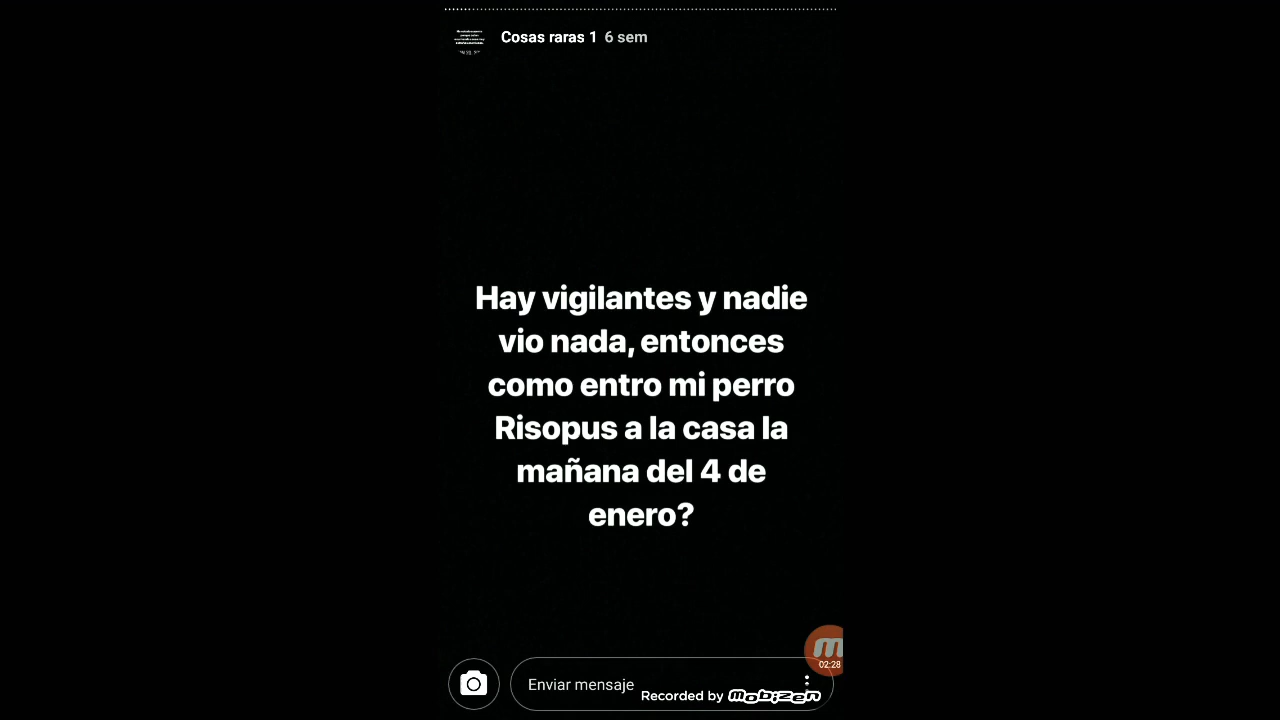 Cosas raras 1 6 sem
Hay vigilantes y nadie
vio nada, entonces
como entro mi perro
Risopus a la casa la
mañana del 4 de
enero?
02:28
Enviar mensaje
Recorded by Mobizen